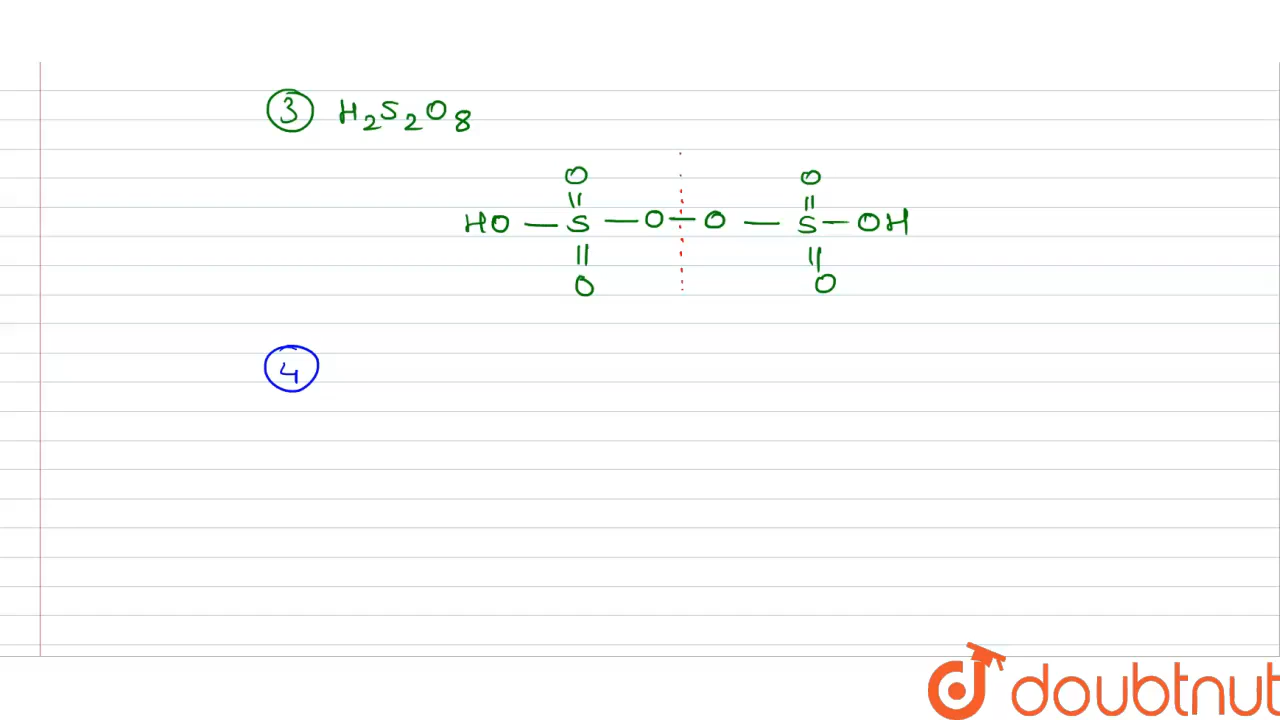 3 H2S2O8
O O
HO — S — O — O — S — OH
O O
4
doubtnut